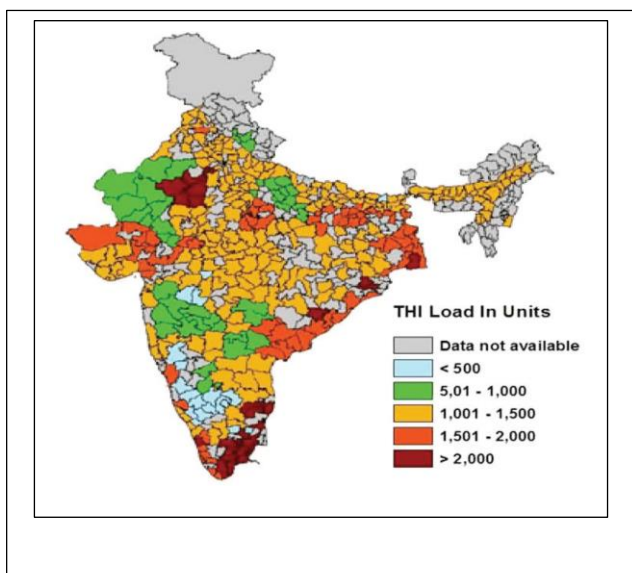 THI Load In Units
Data not available
< 500
5,01 - 1,000
1,001 - 1,500
1,501 - 2,000
> 2,000